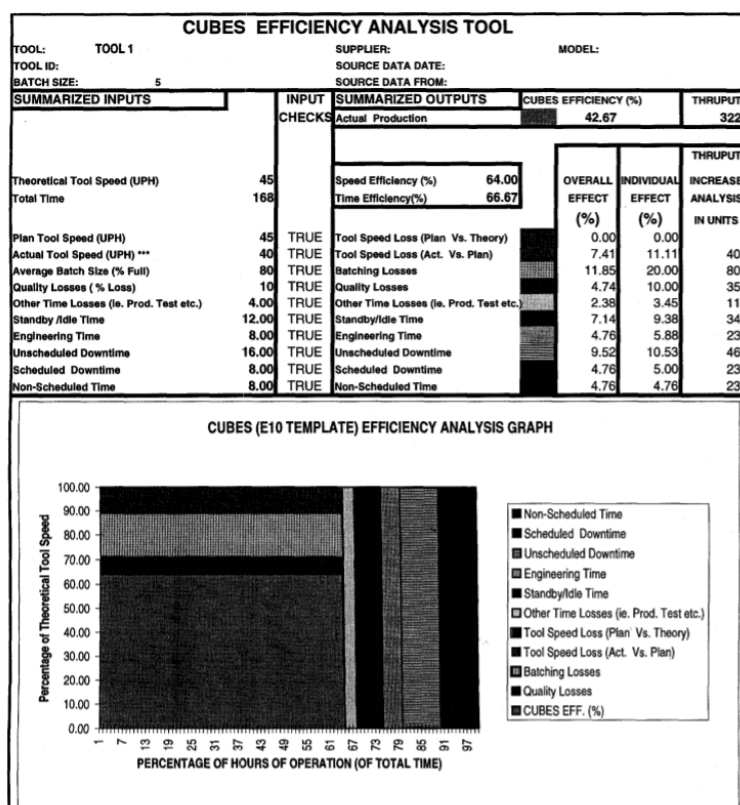 CUBES EFFICIENCY ANALYSIS TOOL
TOOL: TOOL 1 SUPPLIER: MODEL:
TOOL ID: SOURCE DATA DATE:
BATCH SIZE: 5 SOURCE DATA FROM:
SUMMARIZED INPUTS INPUT SUMMARIZED OUTPUTS CUBES EFFICIENCY (%) THRUPUT
CHECKS Actual Production 42.67 322
THRUPUT
Theoretical Tool Speed (UPH) 45 Speed Efficiency (%) 64.00 OVERALL INDIVIDUAL INCREASE
Total Time 168 Time Efficiency(%) 66.67 EFFECT EFFECT ANALYSIS
(%) (%) IN UNITS
Plan Tool Speed (UPH) 45 TRUE Tool Speed Loss (Plan Vs. Theory) 0.00 0.00
Actual Tool Speed (UPH) *** 40 TRUE Tool Speed Loss (Act. Vs. Plan) 7.41 11.11 40
Average Batch Size (% Full) 80 TRUE Batching Losses 11.85 20.00 80
Quality Losses ( % Loss) 10 TRUE Quality Losses 4.74 10.00 35
Other Time Losses (ie. Prod. Test etc.) 4.00 TRUE Other Time Losses (ie. Prod. Test etc.) 2.38 3.45 11
Standby /Idle Time 12.00 TRUE Standby/Idle Time 7.14 9.38 34
Engineering Time 8.00 TRUE Engineering Time 4.76 5.88 23
Unscheduled Downtime 16.00 TRUE Unscheduled Downtime 9.52 10.53 46
Scheduled Downtime 8.00 TRUE Scheduled Downtime 4.76 5.00 23
Non-Scheduled Time 8.00 TRUE Non-Scheduled Time 4.76 4.76 23
CUBES (E10 TEMPLATE) EFFICIENCY ANALYSIS GRAPH
Percentage of Theoretical Tool Speed
100.00
90.00
80.00
70.00
60.00
50.00
40.00
30.00
20.00
10.00
0.00
1 7 13 19 25 31 37 43 49 55 61 67 73 79 85 91 97
PERCENTAGE OF HOURS OF OPERATION (OF TOTAL TIME)
Non-Scheduled Time
Scheduled Downtime
Unscheduled Downtime
Engineering Time
Standby/Idle Time
Other Time Losses (ie. Prod. Test etc.)
Tool Speed Loss (Plan Vs. Theory)
Tool Speed Loss (Act. Vs. Plan)
Batching Losses
Quality Losses
CUBES EFF. (%)